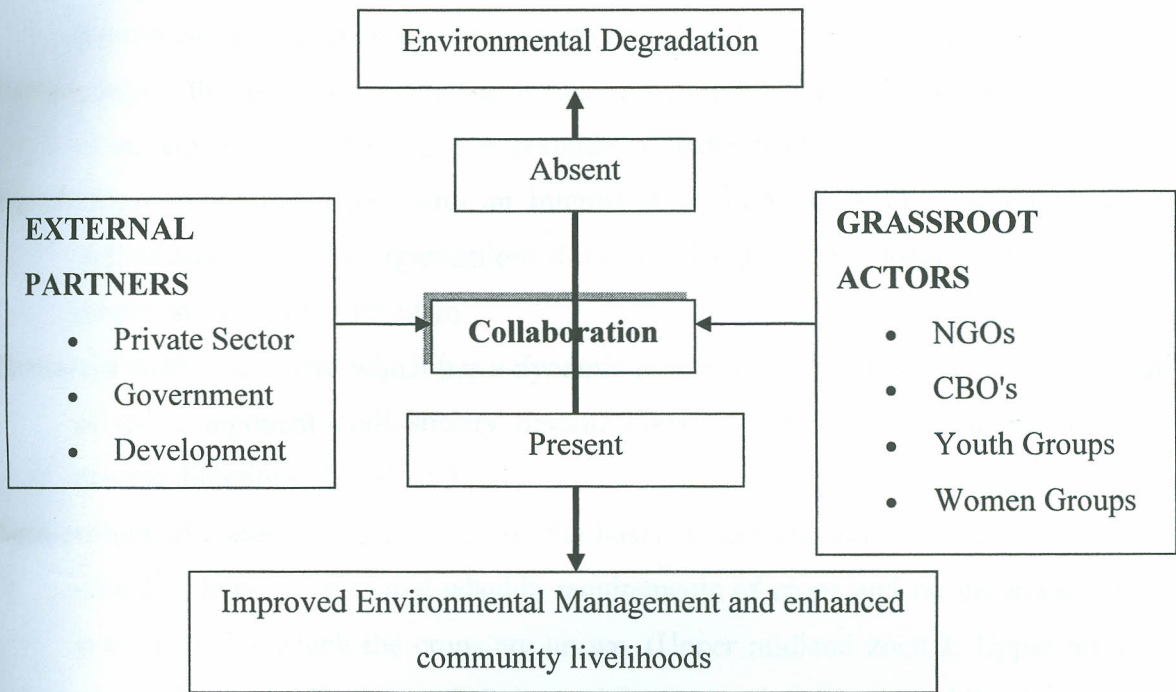 Environmental Degradation
Absent
EXTERNAL
PARTNERS
• Private Sector
• Government
• Development
Collaboration
GRASSROOT
ACTORS
• NGOs
• CBO's
• Youth Groups
• Women Groups
Present
Improved Environmental Management and enhanced
community livelihoods